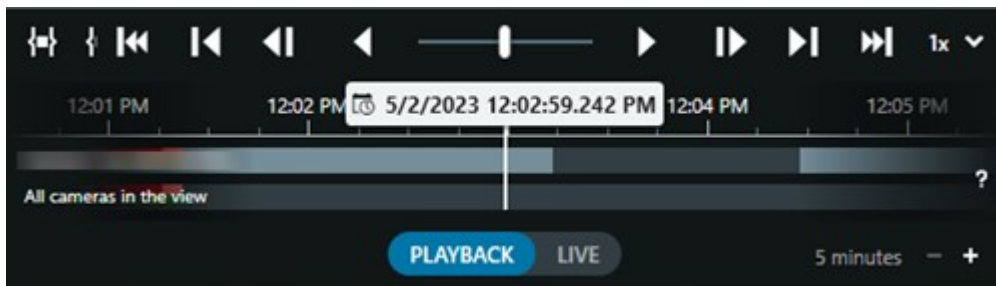 1x
12:01 PM 12:02 PM 5/2/2023 12:02:59.242 PM 12:04 PM 12:05 PM
?
All cameras in the view
PLAYBACK LIVE 5 minutes - +